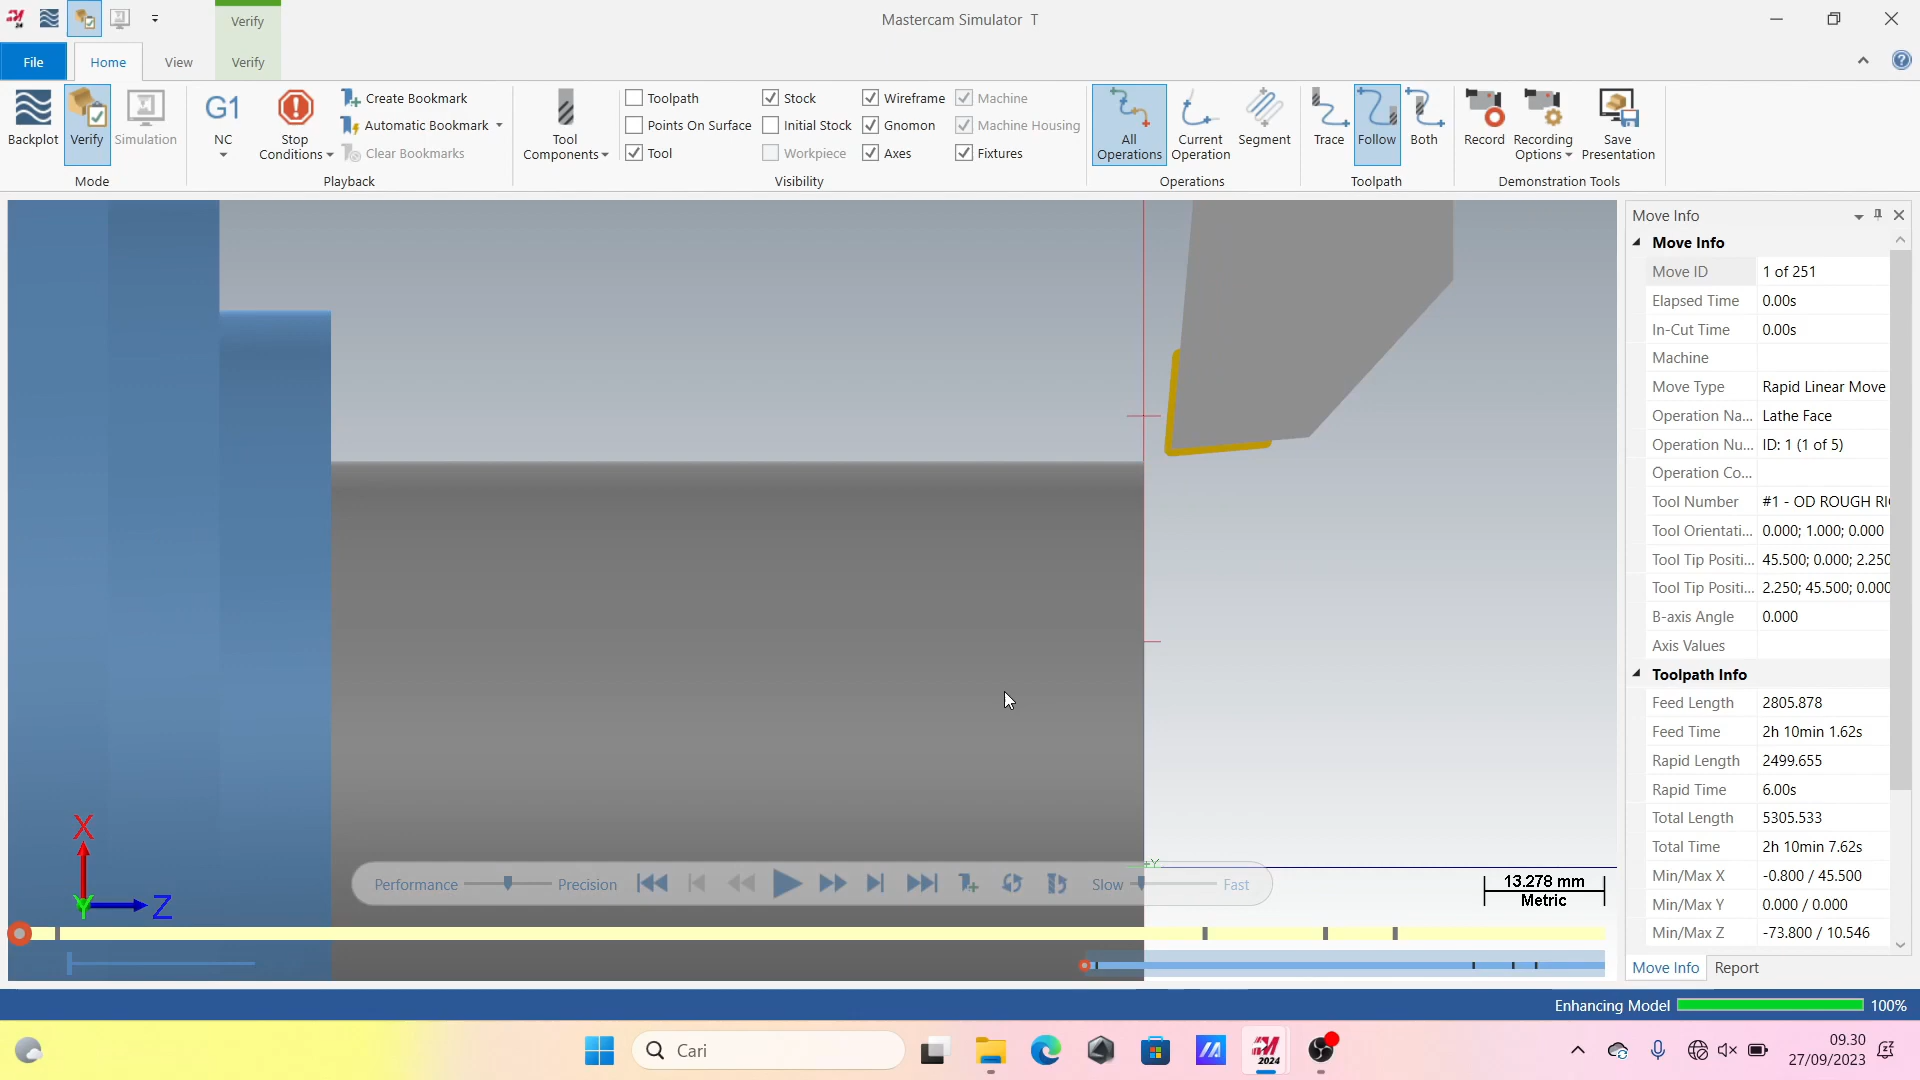 Verify
Mastercam Simulator T
File
Home
View
Verify
Backplot
Verify
Simulation
Mode
G1
NC
Stop Conditions
Create Bookmark
Automatic Bookmark
Clear Bookmarks
Playback
Tool Components
Toolpath
Points On Surface
Tool
Stock
Initial Stock
Workpiece
Wireframe
Gnomon
Axes
Machine
Machine Housing
Fixtures
Visibility
All Operations
Current Operation
Segment
Operations
Trace
Follow
Both
Toolpath
Record
Recording Options
Save Presentation
Demonstration Tools
Move Info
Move Info
Move ID 1 of 251
Elapsed Time 0.00s
In-Cut Time 0.00s
Machine
Move Type Rapid Linear Move
Operation Na... Lathe Face
Operation Nu... ID: 1 (1 of 5)
Operation Co...
Tool Number #1 - OD ROUGH RI
Tool Orientati... 0.000; 1.000; 0.000
Tool Tip Positi... 45.500; 0.000; 2.250
Tool Tip Positi... 2.250; 45.500; 0.000
B-axis Angle 0.000
Axis Values
Toolpath Info
Feed Length 2805.878
Feed Time 2h 10min 1.62s
Rapid Length 2499.655
Rapid Time 6.00s
Total Length 5305.533
Total Time 2h 10min 7.62s
Min/Max X -0.800 / 45.500
Min/Max Y 0.000 / 0.000
Min/Max Z -73.800 / 10.546
Move Info Report
X
Y
Z
+Y
Performance Precision
Slow Fast
13.278 mm
Metric
Enhancing Model 100%
Cari
2024
09.30
27/09/2023